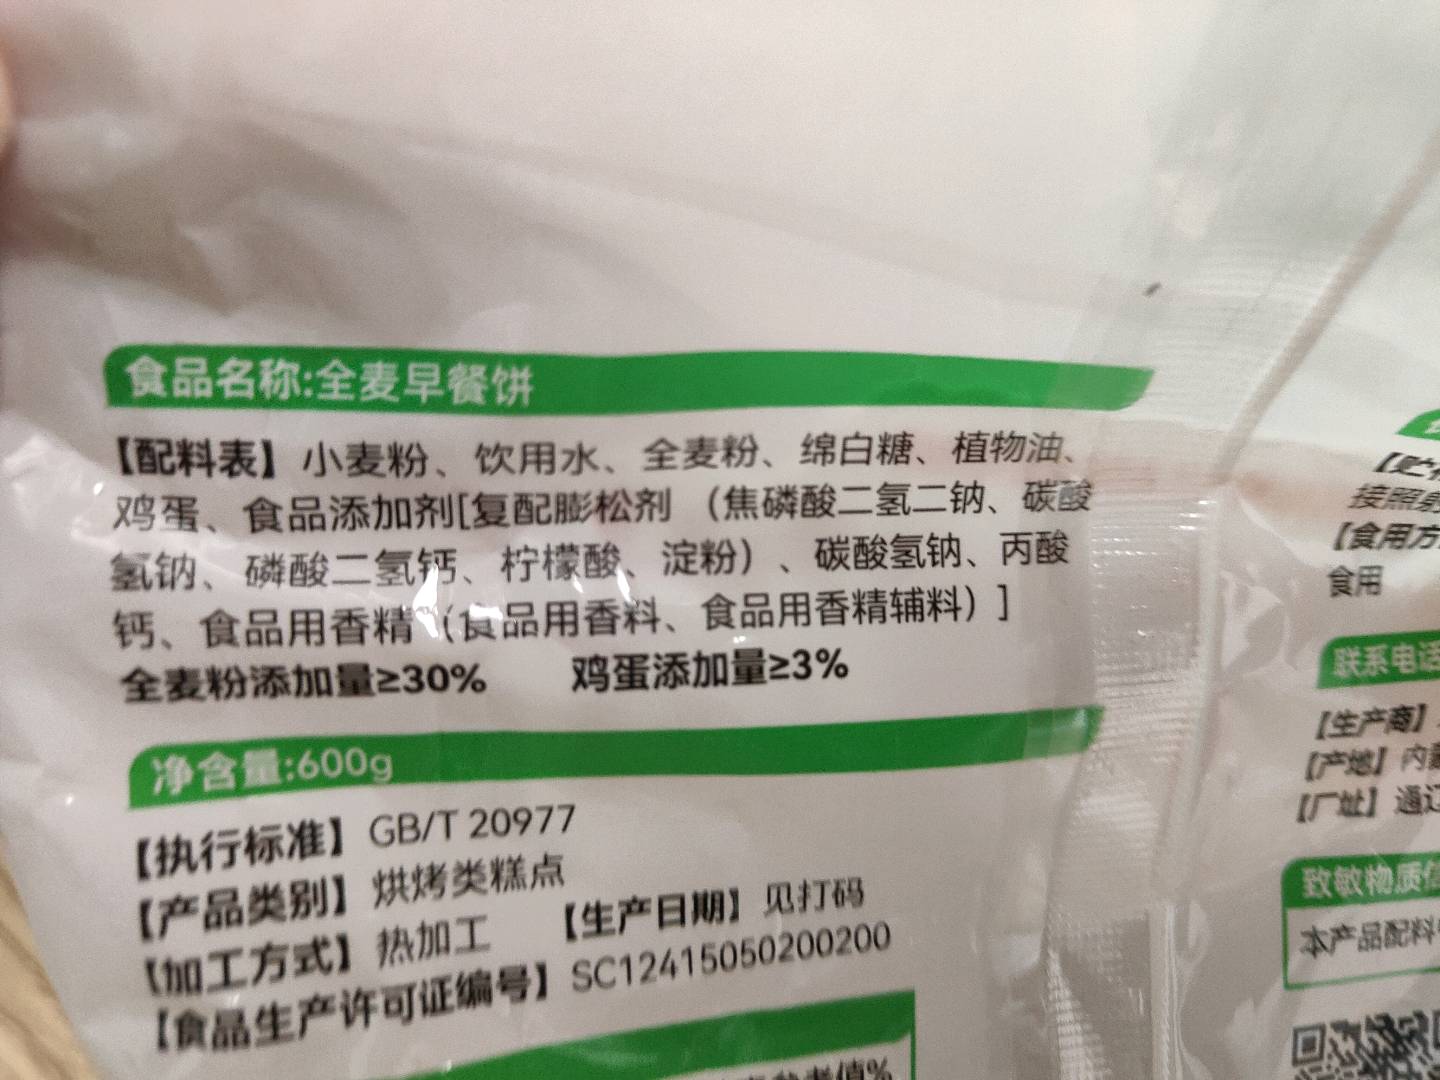 食品名称:全麦早餐饼
【配料表】小麦粉、饮用水、全麦粉、绵白糖、植物油、
鸡蛋、食品添加剂[复配膨松剂（焦磷酸二氢二钠、碳酸
氢钠、磷酸二氢钙、柠檬酸、淀粉）、碳酸氢钠、丙酸
钙、食品用香精（食品用香料、食品用香精辅料）]
全麦粉添加量≥30% 鸡蛋添加量≥3%
净含量:600g
【执行标准】GB/T 20977
【产品类别】烘烤类糕点
【加工方式】热加工 【生产日期】见打码
【食品生产许可证编号】SC12415050200200
接照
【食用方
食用
联系电话
【生产商】
【产地】内
【厂址】通辽
致敏物质信
本产品配料